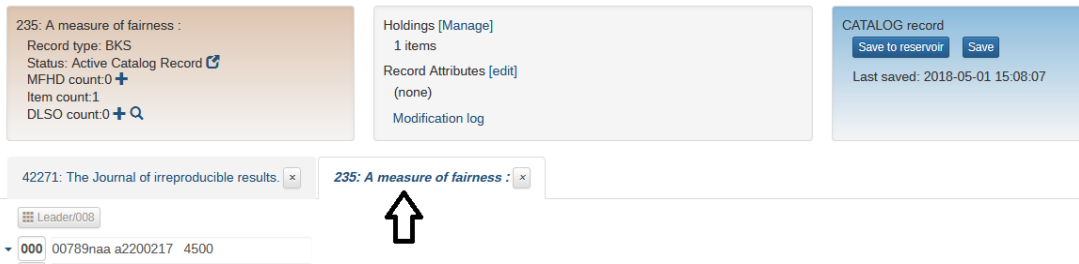 235: A measure of fairness :
Record type: BKS
Status: Active Catalog Record
MFHD count:0
Item count:1
DLSO count:0
Holdings [Manage]
1 items
Record Attributes [edit]
(none)
Modification log
CATALOG record
Save to reservoir Save
Last saved: 2018-05-01 15:08:07
42271: The Journal of irreproducible results. × 235: A measure of fairness : ×
Leader/008
000 00789naa a2200217 4500